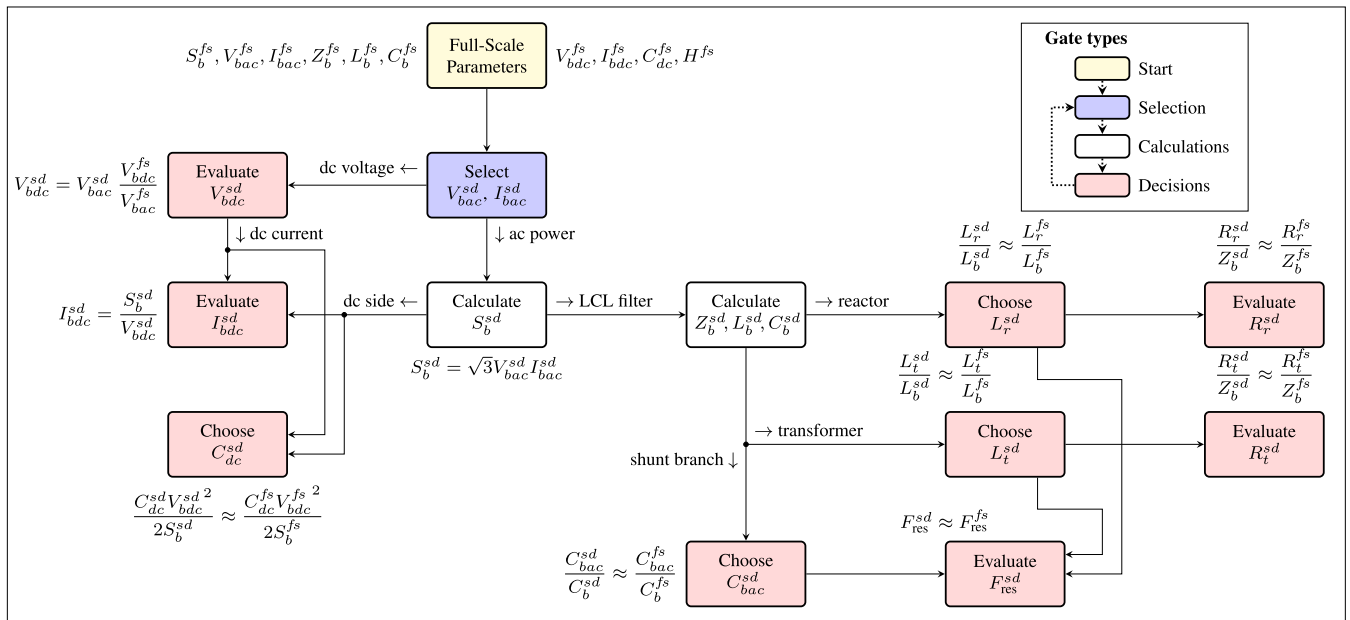 S_b^{fs}, V_{bac}^{fs}, I_{bac}^{fs}, Z_b^{fs}, L_b^{fs}, C_b^{fs}
Full-Scale
Parameters
V_{bdc}^{fs}, I_{bdc}^{fs}, C_{dc}^{fs}, H^{fs}
Gate types
Start
Selection
Calculations
Decisions
V_{bdc}^{sd} = V_{bac}^{sd} \frac{V_{bdc}^{fs}}{V_{bac}^{fs}}
Evaluate
V_{bdc}^{sd}
dc voltage ←
Select
V_{bac}^{sd}, I_{bac}^{sd}
↓ dc current
↓ ac power
\frac{L_r^{sd}}{L_b^{sd}} ≈ \frac{L_r^{fs}}{L_b^{fs}}
\frac{R_r^{sd}}{Z_b^{sd}} ≈ \frac{R_r^{fs}}{Z_b^{fs}}
I_{bdc}^{sd} = \frac{S_b^{sd}}{V_{bdc}^{sd}}
Evaluate
I_{bdc}^{sd}
dc side ←
Calculate
S_b^{sd}
→ LCL filter
Calculate
Z_b^{sd}, L_b^{sd}, C_b^{sd}
→ reactor
Choose
L_r^{sd}
Evaluate
R_r^{sd}
S_b^{sd} = \sqrt{3} V_{bac}^{sd} I_{bac}^{sd}
\frac{L_t^{sd}}{L_b^{sd}} ≈ \frac{L_t^{fs}}{L_b^{fs}}
\frac{R_t^{sd}}{Z_b^{sd}} ≈ \frac{R_t^{fs}}{Z_b^{fs}}
Choose
C_{dc}^{sd}
→ transformer
shunt branch ↓
Choose
L_t^{sd}
Evaluate
R_t^{sd}
\frac{C_{dc}^{sd} {V_{bdc}^{sd}}^2}{2S_b^{sd}} ≈ \frac{C_{dc}^{fs} {V_{bdc}^{fs}}^2}{2S_b^{fs}}
F_{res}^{sd} ≈ F_{res}^{fs}
\frac{C_{bac}^{sd}}{C_b^{sd}} ≈ \frac{C_{bac}^{fs}}{C_b^{fs}}
Choose
C_{bac}^{sd}
Evaluate
F_{res}^{sd}